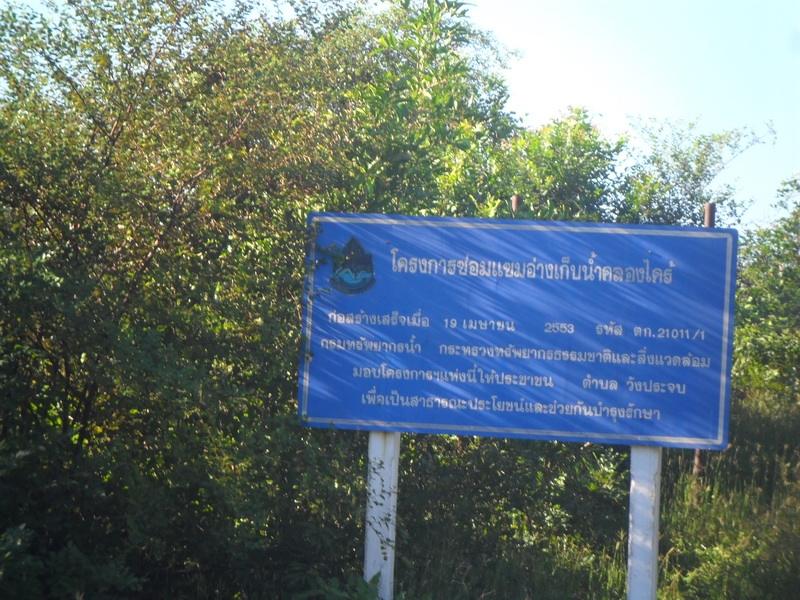 โครงการซ่อมแซมอ่างเก็บน้ำคลองไคร้
ก่อสร้างเสร็จเมื่อ 19 เมษายน 2553 รหัส ตก.21011/1
กรมทรัพยากรน้ำ กระทรวงทรัพยากรธรรมชาติและสิ่งแวดล้อม
มอบโครงการฯแห่งนี้ให้ประชาชน ตำบล วังประจบ
เพื่อเป็นสาธารณะประโยชน์และช่วยกันบำรุงรักษา